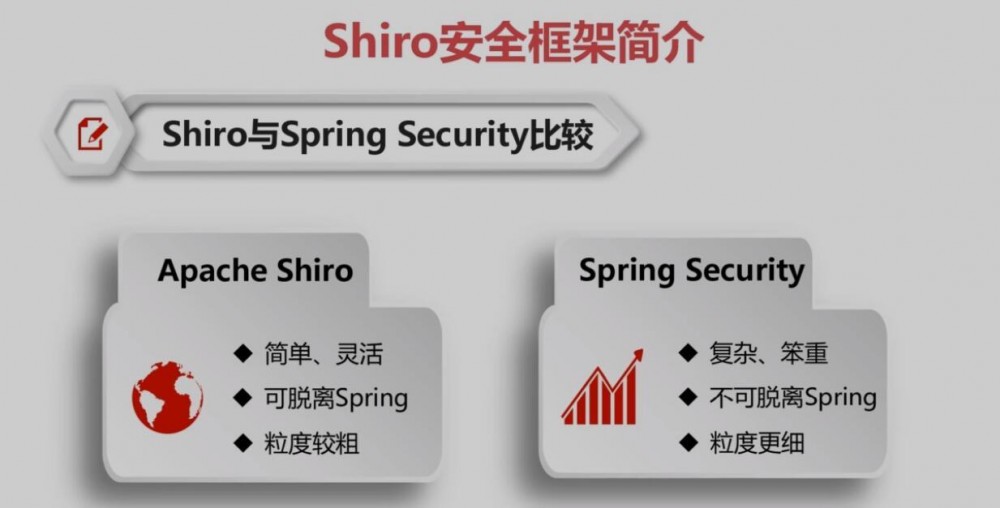 Shiro安全框架简介
Shiro与Spring Security比较
Apache Shiro
简单、灵活
可脱离Spring
粒度较粗
Spring Security
复杂、笨重
不可脱离Spring
粒度更细